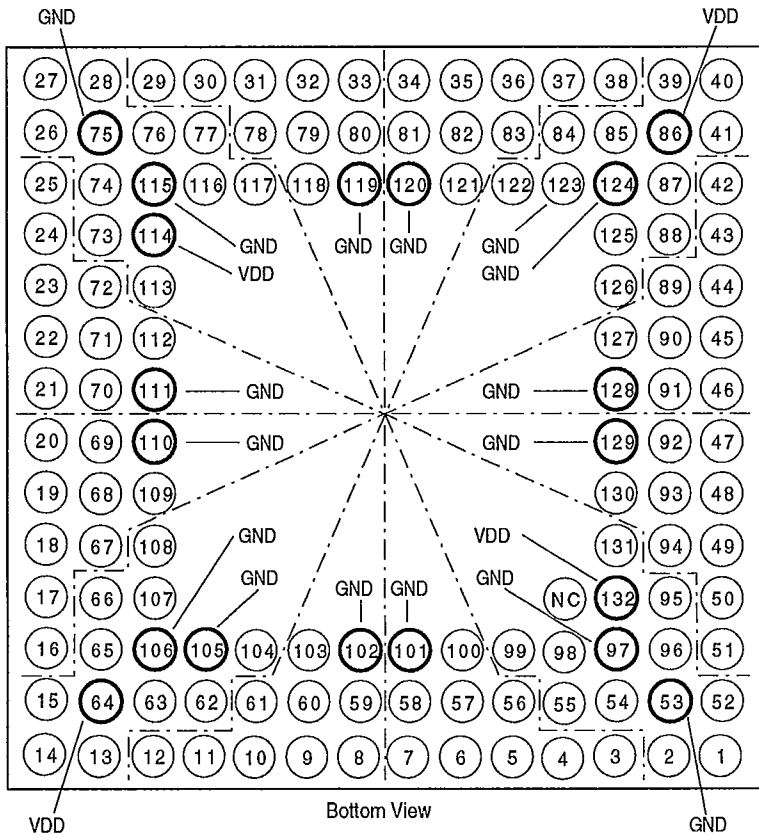 GND VDD
27 28 29 30 31 32 33 34 35 36 37 38 39 40
26 75 76 77 78 79 80 81 82 83 84 85 86 41
25 74 115 116 117 118 119 120 121 122 123 124 87 42
24 73 114 GND GND GND GND 125 88 43
VDD GND
23 72 113 126 89 44
22 71 112 127 90 45
21 70 111 GND GND 128 91 46
20 69 110 GND GND 129 92 47
19 68 109 130 93 48
18 67 108 GND VDD 131 94 49
GND GND GND GND
17 66 107 NC 132 95 50
16 65 106 105 104 103 102 101 100 99 98 97 96 51
15 64 63 62 61 60 59 58 57 56 55 54 53 52
14 13 12 11 10 9 8 7 6 5 4 3 2 1
Bottom View
VDD GND